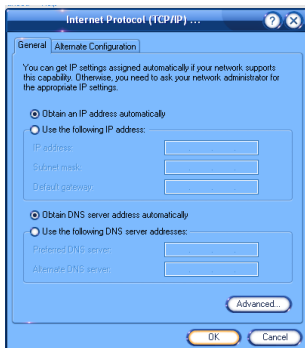 Internet Protocol (TCP/IP) ...
General
Alternate Configuration
You can get IP settings assigned automatically if your network supports
this capability. Otherwise, you need to ask your network administrator for
the appropriate IP settings.
Obtain an IP address automatically
Use the following IP address:
IP address:
Subnet mask:
Default gateway:
Obtain DNS server address automatically
Use the following DNS server addresses:
Preferred DNS server:
Alternate DNS server:
Advanced...
OK
Cancel